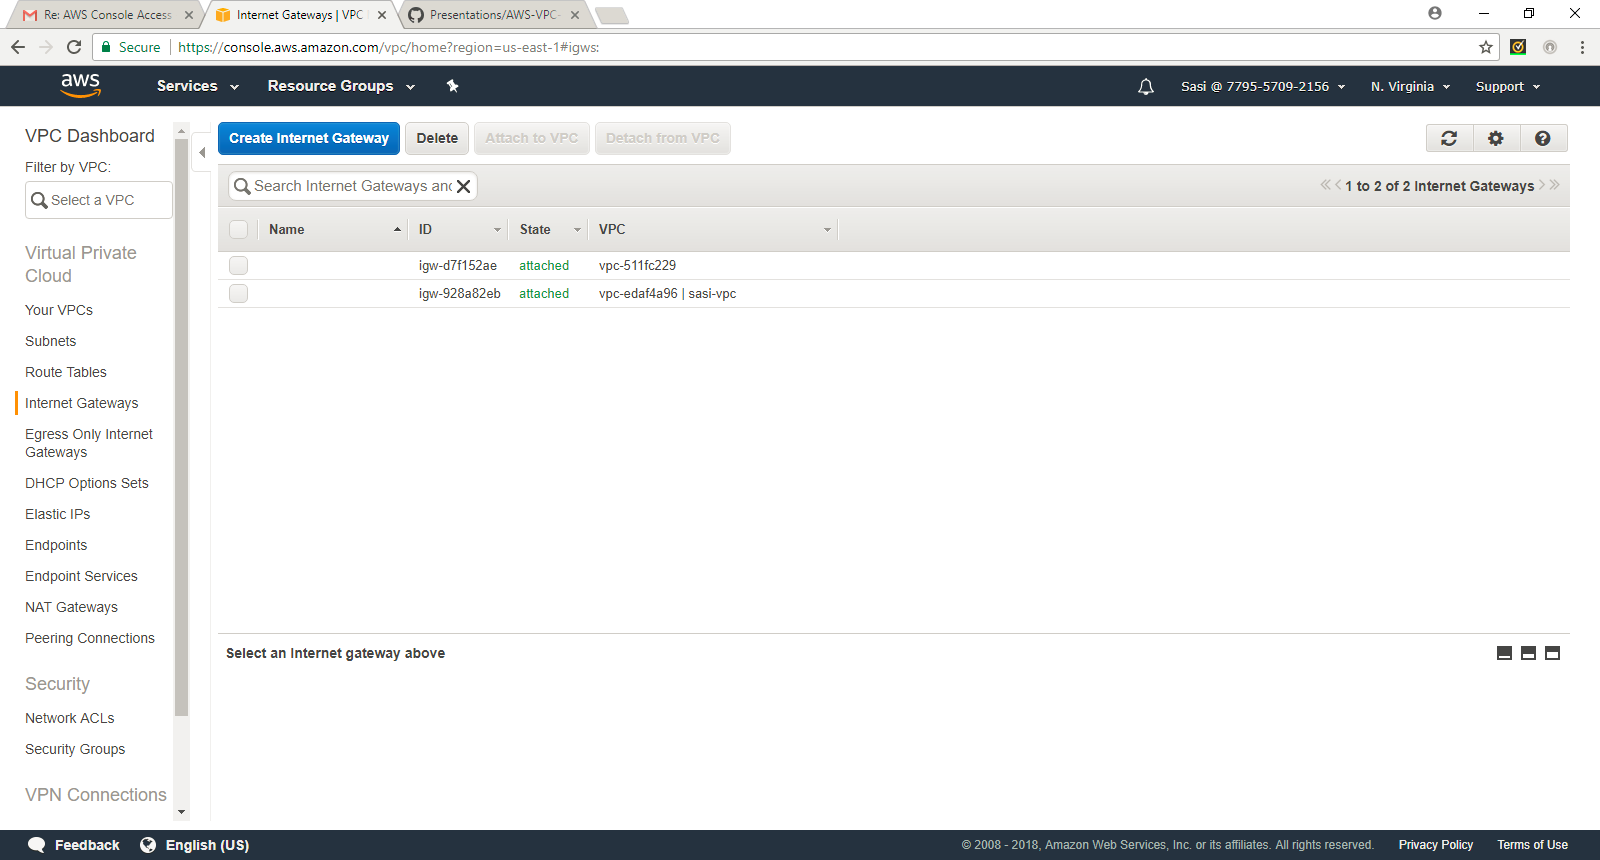 Re: AWS Console Access
Internet Gateways | VPC
Presentations/AWS-VPC-
Secure
https://console.aws.amazon.com/vpc/home?region=us-east-1#igws:
aws
Services
Resource Groups
Sasi @ 7795-5709-2156
N. Virginia
Support
VPC Dashboard
Filter by VPC:
Select a VPC
Virtual Private
Cloud
Your VPCs
Subnets
Route Tables
Internet Gateways
Egress Only Internet
Gateways
DHCP Options Sets
Elastic IPs
Endpoints
Endpoint Services
NAT Gateways
Peering Connections
Security
Network ACLs
Security Groups
VPN Connections
Create Internet Gateway
Delete
Attach to VPC
Detach from VPC
Search Internet Gateways and
1 to 2 of 2 Internet Gateways
Name ID State VPC
igw-d7f152ae attached vpc-511fc229
igw-928a82eb attached vpc-edaf4a96 | sasi-vpc
Select an Internet gateway above
Feedback
English (US)
© 2008 - 2018, Amazon Web Services, Inc. or its affiliates. All rights reserved.
Privacy Policy
Terms of Use